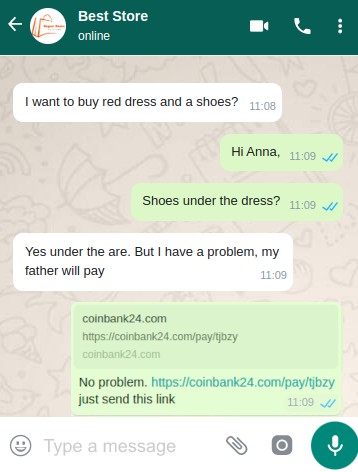 Best Store
online
I want to buy red dress and a shoes? 11:08
Hi Anna, 11:09
Shoes under the dress? 11:09
Yes under the are. But I have a problem, my
father will pay
11:09
coinbank24.com
https://coinbank24.com/pay/tjbzy
coinbank24.com
No problem. https://coinbank24.com/pay/tjbzy
just send this link 11:09
Type a message